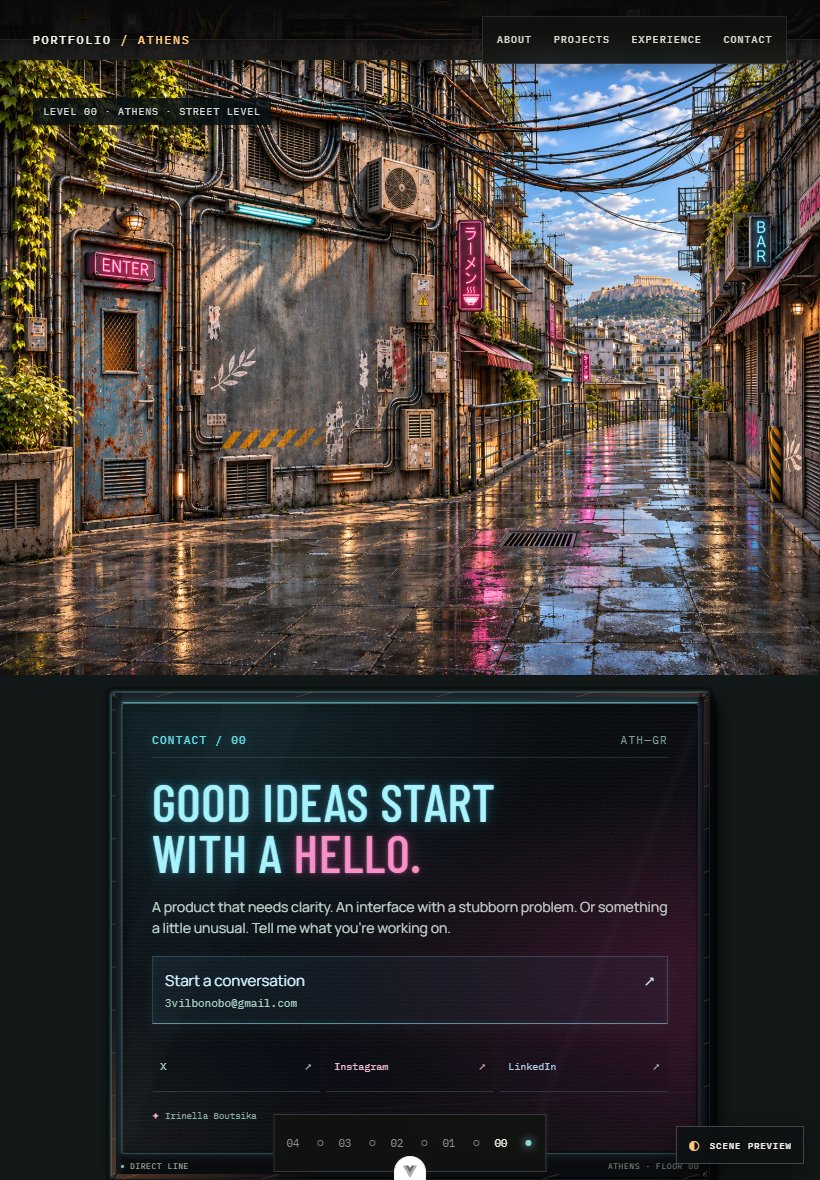 PORTFOLIO / ATHENS
ABOUT PROJECTS EXPERIENCE CONTACT
LEVEL 00 · ATHENS · STREET LEVEL
ENTER
ラーメン
BAR
CONTACT / 00
ATH—GR
GOOD IDEAS START
WITH A HELLO.
A product that needs clarity. An interface with a stubborn problem. Or something
a little unusual. Tell me what you're working on.
Start a conversation ↗
3vilbonobo@gmail.com
X ↗ Instagram ↗ LinkedIn ↗
✦ Irinella Boutsika
04 03 02 01 00
SCENE PREVIEW
DIRECT LINE
ATHENS · FLOOR 00